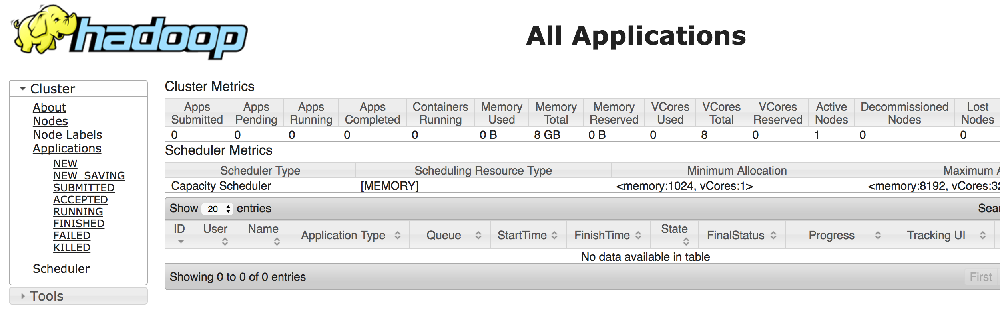 hadoop
All Applications
Cluster
About
Nodes
Node Labels
Applications
NEW
NEW_SAVING
SUBMITTED
ACCEPTED
RUNNING
FINISHED
FAILED
KILLED
Scheduler
Tools
Cluster Metrics
Apps Submitted Apps Pending Apps Running Apps Completed Containers Running Memory Used Memory Total Memory Reserved VCores Used VCores Total VCores Reserved Active Nodes Decommissioned Nodes Lost Nodes
0 0 0 0 0 0 B 8 GB 0 B 0 8 0 1 0 0
Scheduler Metrics
Scheduler Type Scheduling Resource Type Minimum Allocation Maximum A
Capacity Scheduler [MEMORY] <memory:1024, vCores:1> <memory:8192, vCores:32
Show 20 entries Sear
ID User Name Application Type Queue StartTime FinishTime State FinalStatus Progress Tracking UI
No data available in table
Showing 0 to 0 of 0 entries First